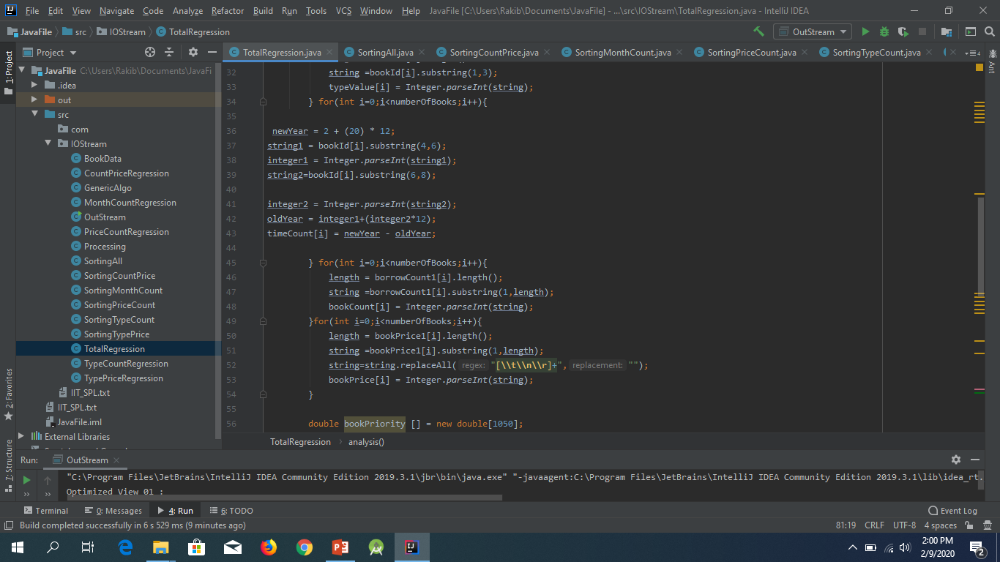 File Edit View Navigate Code Analyze Refactor Build Run Tools VCS Window Help JavaFile [C:\Users\Rakib\Documents\JavaFile] - ...\src\IOStream\TotalRegression.java - IntelliJ IDEA
JavaFile src IOStream TotalRegression OutStream
1: Project
Project
TotalRegression.java SortingAll.java SortingCountPrice.java SortingMonthCount.java SortingPriceCount.java SortingTypeCount.java
Ant
JavaFile C:\Users\Rakib\Documents\JavaFi
.idea
out
src
com
IOStream
BookData
CountPriceRegression
GenericAlgo
MonthCountRegression
OutStream
PriceCountRegression
Processing
SortingAll
SortingCountPrice
SortingMonthCount
SortingPriceCount
SortingTypeCount
SortingTypePrice
TotalRegression
TypeCountRegression
TypePriceRegression
IIT_SPL.txt
IIT_SPL.txt
JavaFile.iml
External Libraries
32 string =bookId[i].substring(1,3);
33 typeValue[i] = Integer.parseInt(string);
34 } for(int i=0;i<numberOfBooks;i++){
35
36 newYear = 2 + (20) * 12;
37 string1 = bookId[i].substring(4,6);
38 integer1 = Integer.parseInt(string1);
39 string2=bookId[i].substring(6,8);
40
41 integer2 = Integer.parseInt(string2);
42 oldYear = integer1+(integer2*12);
43 timeCount[i] = newYear - oldYear;
44
45 } for(int i=0;i<numberOfBooks;i++){
46 length = borrowCount1[i].length();
47 string =borrowCount1[i].substring(1,length);
48 bookCount[i] = Integer.parseInt(string);
49 }for(int i=0;i<numberOfBooks;i++){
50 length = bookPrice1[i].length();
51 string =bookPrice1[i].substring(1,length);
52 string=string.replaceAll( regex: "[\\t\\n\\r]+", replacement: "");
53 bookPrice[i] = Integer.parseInt(string);
54 }
55
56 double bookPriority [] = new double[1050];
TotalRegression analysis()
2: Favorites
7: Structure
Run: OutStream
"C:\Program Files\JetBrains\IntelliJ IDEA Community Edition 2019.3.1\jbr\bin\java.exe" "-javaagent:C:\Program Files\JetBrains\IntelliJ IDEA Community Edition 2019.3.1\lib\idea_rt.
Optimized View 01 :
Terminal 0: Messages 4: Run 6: TODO Event Log
Build completed successfully in 6 s 529 ms (9 minutes ago) 81:19 CRLF UTF-8 4 spaces
2:00 PM
2/9/2020
2